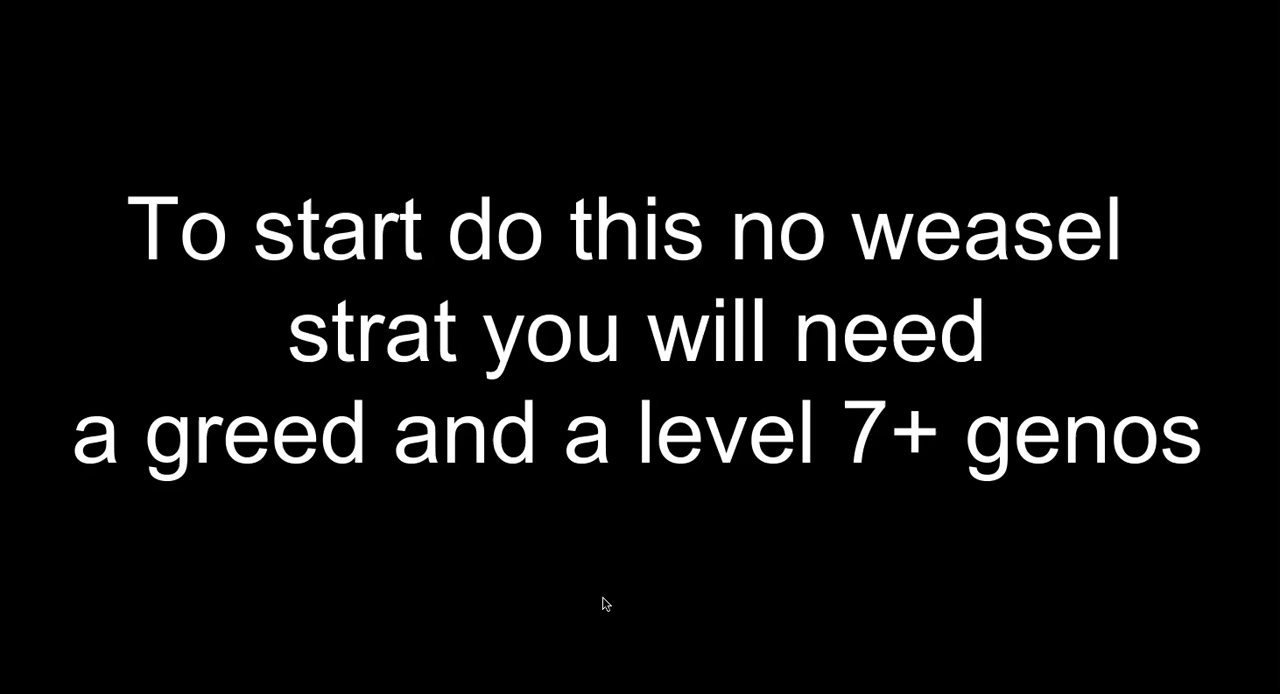 To start do this no weasel
strat you will need
a greed and a level 7+ genos